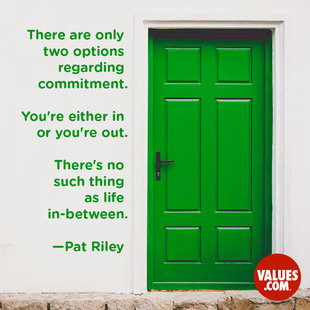 There are only
two options
regarding
commitment.
You're either in
or you're out.
There's no
such thing
as life
in-between.
—Pat Riley
VALUES
.COM®